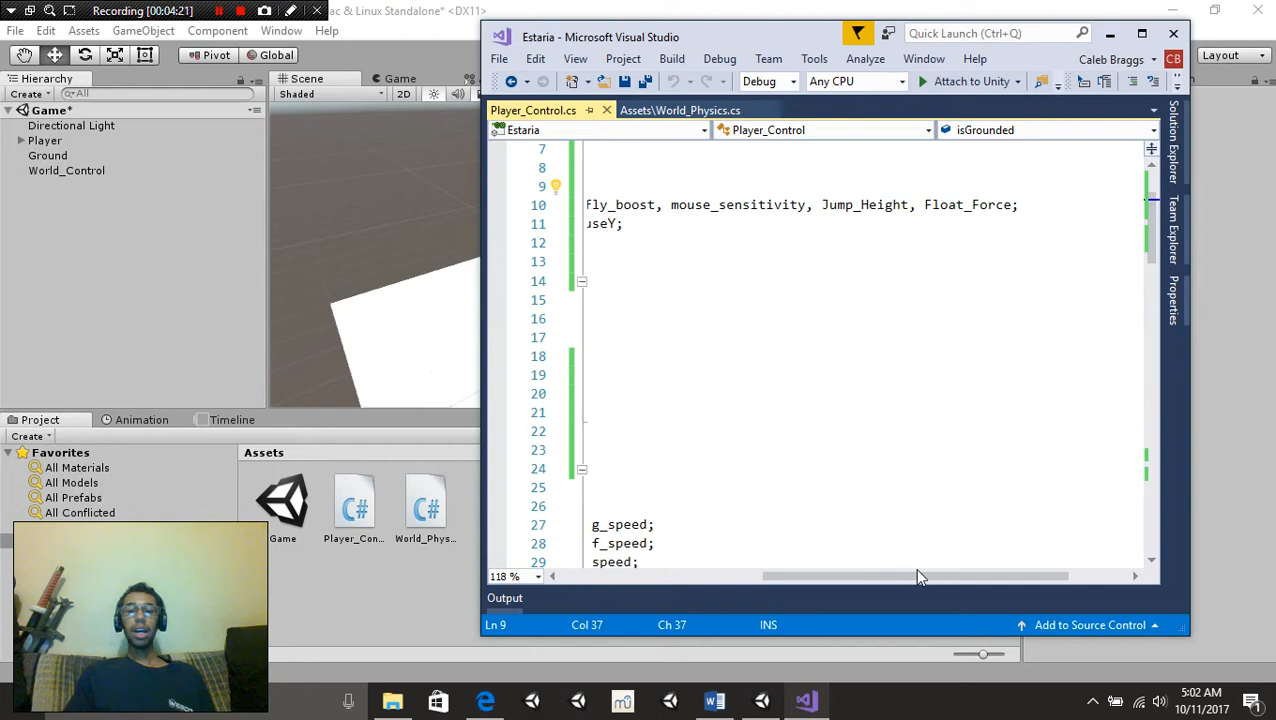 Recording [00:04:21]
ac & Linux Standalone* <DX11>
File Edit Assets GameObject Component Window Help
Pivot Global
Layout
Hierarchy
Create All
Game*
Directional Light
Player
Ground
World_Control
Scene Game
Shaded 2D
Project Animation Timeline
Create
Favorites
All Materials
All Models
All Prefabs
All Conflicted
Assets
Game Player_Con... World_Phys...
Estaria - Microsoft Visual Studio
Quick Launch (Ctrl+Q)
File Edit View Project Build Debug Team Tools Test
Analyze Window Help Caleb Braggs CB
Debug Any CPU Attach to Unity
Player_Control.cs Assets\World_Physics.cs
Estaria Player_Control isGrounded
7
8
9
10 fly_boost, mouse_sensitivity, Jump_Height, Float_Force;
11 useY;
12
13
14
15
16
17
18
19
20
21
22
23
24
25
26
27 g_speed;
28 f_speed;
29 speed;
118 %
Output
Ln 9 Col 37 Ch 37 INS Add to Source Control
Solution Explorer
Team Explorer
Properties
5:02 AM
10/11/2017
1